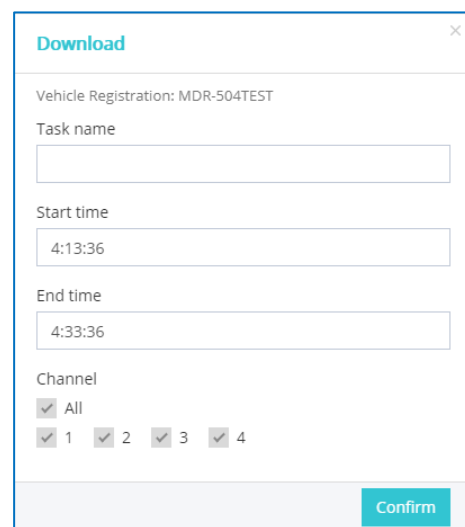 Download
Vehicle Registration: MDR-504TEST
Task name
Start time
4:13:36
End time
4:33:36
Channel
All
1 2 3 4
Confirm